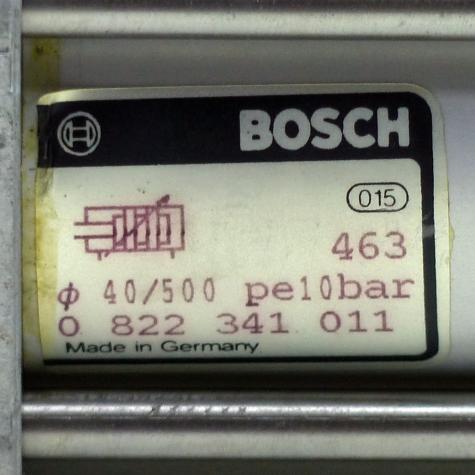 BOSCH
015
463
ϕ 40/500 pe10bar
0 822 341 011
Made in Germany